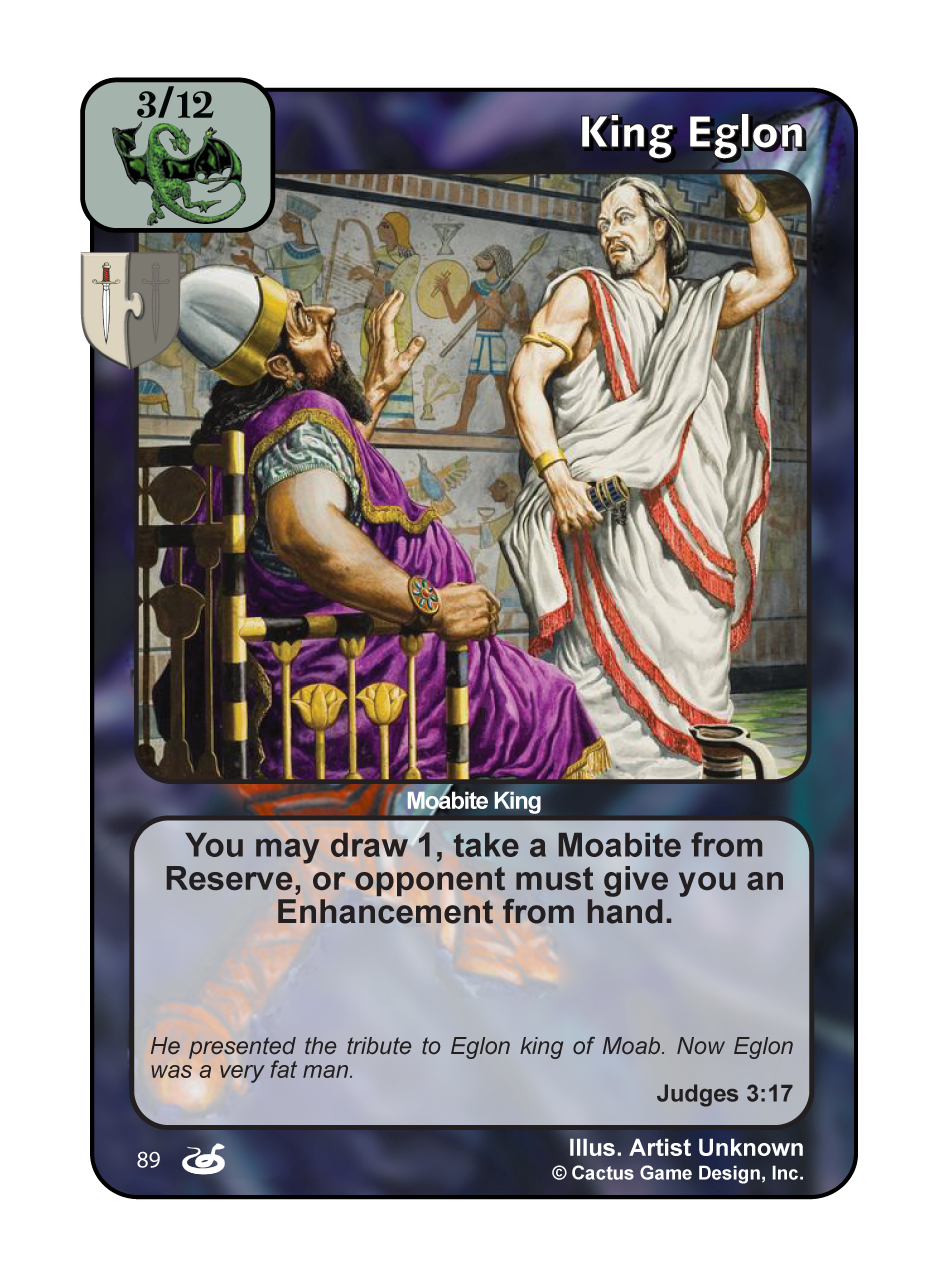 3/12
King Eglon
Moabite King
You may draw 1, take a Moabite from
Reserve, or opponent must give you an
Enhancement from hand.
He presented the tribute to Eglon king of Moab. Now Eglon
was a very fat man.
Judges 3:17
89
Illus. Artist Unknown
© Cactus Game Design, Inc.